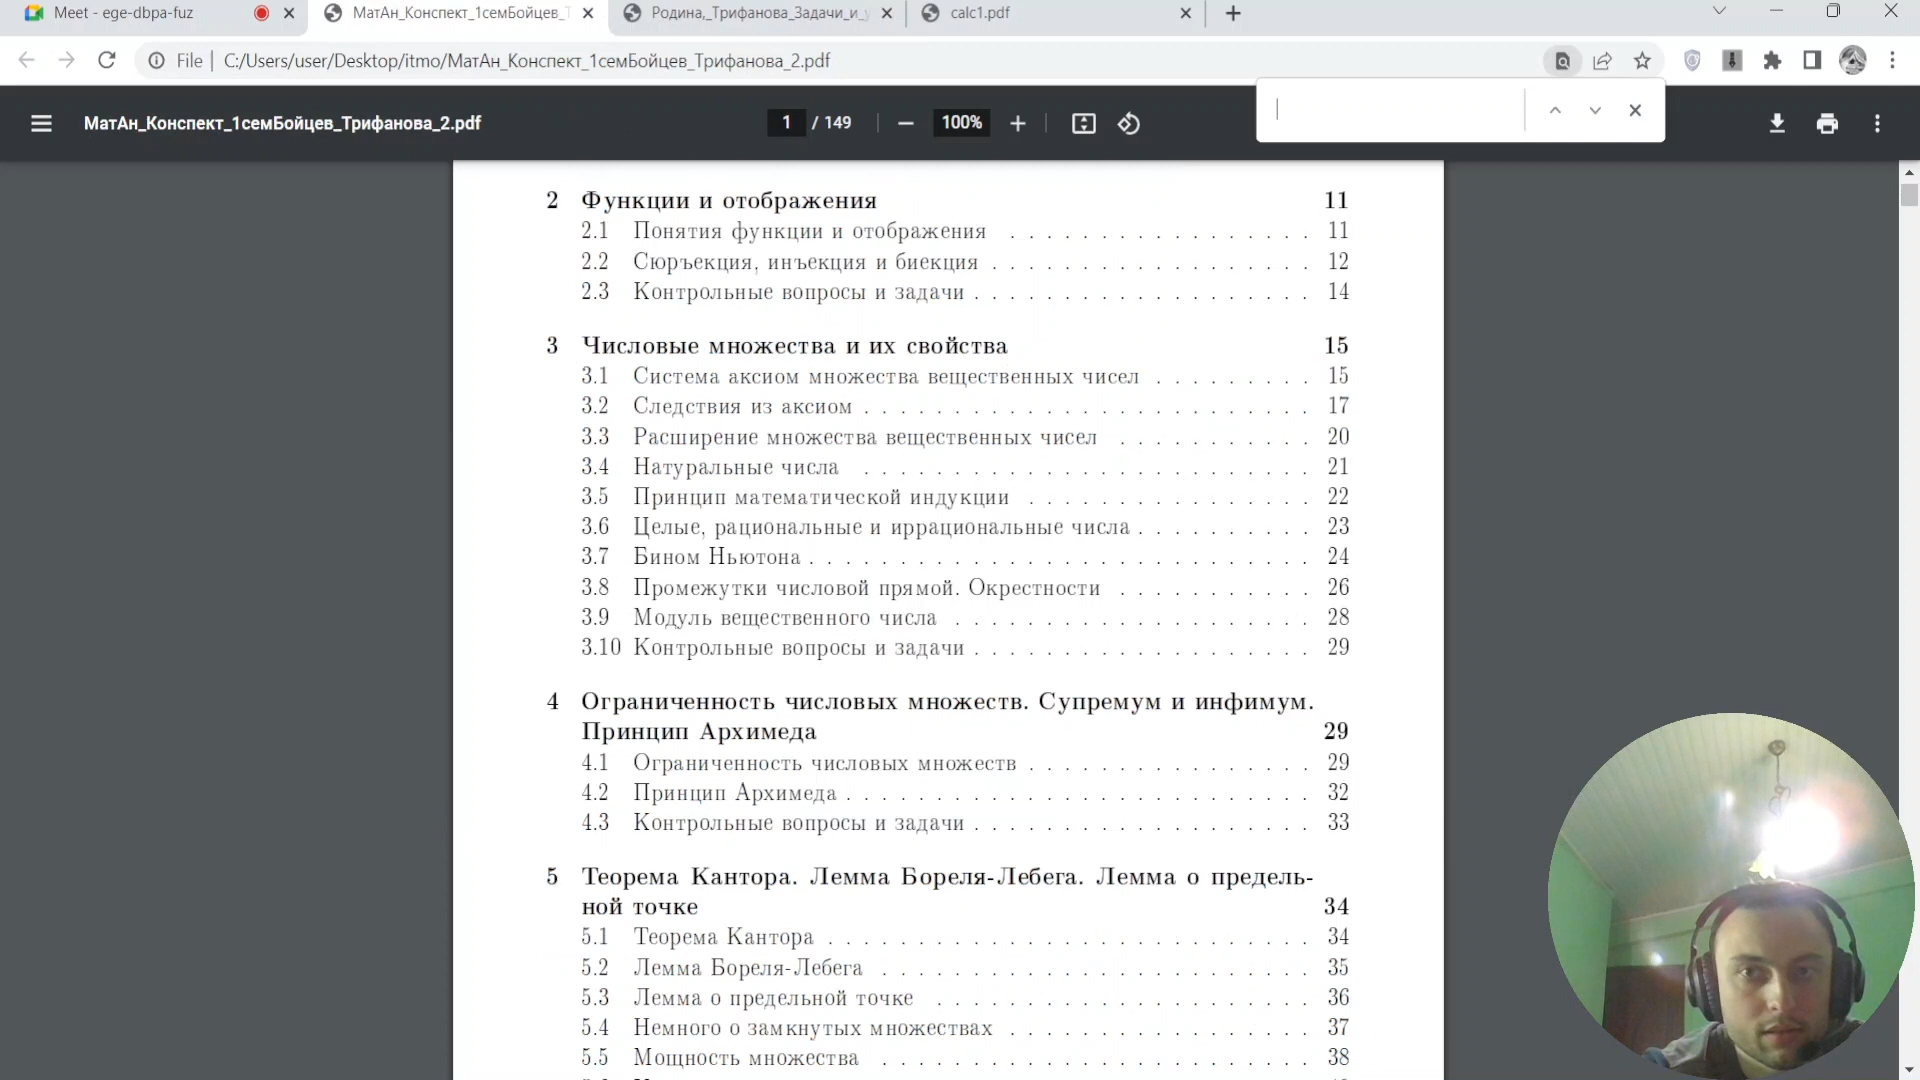 Meet - ege-dbpa-fuz
МатАн_Конспект_1семБойцев_Т
Родина,_Трифанова_Задачи_и_у
calc1.pdf
File | C:/Users/user/Desktop/itmo/МатАн_Конспект_1семБойцев_Трифанова_2.pdf
МатАн_Конспект_1семБойцев_Трифанова_2.pdf
1 / 149
100%
2 Функции и отображения 11
2.1 Понятия функции и отображения . . . . . . . . . . . . . . . . . 11
2.2 Сюръекция, инъекция и биекция . . . . . . . . . . . . . . . . . . 12
2.3 Контрольные вопросы и задачи . . . . . . . . . . . . . . . . . . . 14
3 Числовые множества и их свойства 15
3.1 Система аксиом множества вещественных чисел . . . . . . . . . 15
3.2 Следствия из аксиом . . . . . . . . . . . . . . . . . . . . . . . . . 17
3.3 Расширение множества вещественных чисел . . . . . . . . . . . 20
3.4 Натуральные числа . . . . . . . . . . . . . . . . . . . . . . . . . 21
3.5 Принцип математической индукции . . . . . . . . . . . . . . . . 22
3.6 Целые, рациональные и иррациональные числа . . . . . . . . . . 23
3.7 Бином Ньютона . . . . . . . . . . . . . . . . . . . . . . . . . . . . 24
3.8 Промежутки числовой прямой. Окрестности . . . . . . . . . . . 26
3.9 Модуль вещественного числа . . . . . . . . . . . . . . . . . . . . 28
3.10 Контрольные вопросы и задачи . . . . . . . . . . . . . . . . . . . 29
4 Ограниченность числовых множеств. Супремум и инфимум.
Принцип Архимеда 29
4.1 Ограниченность числовых множеств . . . . . . . . . . . . . . . . 29
4.2 Принцип Архимеда . . . . . . . . . . . . . . . . . . . . . . . . . . 32
4.3 Контрольные вопросы и задачи . . . . . . . . . . . . . . . . . . . 33
5 Теорема Кантора. Лемма Бореля-Лебега. Лемма о предель-
ной точке 34
5.1 Теорема Кантора . . . . . . . . . . . . . . . . . . . . . . . . . . . 34
5.2 Лемма Бореля-Лебега . . . . . . . . . . . . . . . . . . . . . . . . 35
5.3 Лемма о предельной точке . . . . . . . . . . . . . . . . . . . . . 36
5.4 Немного о замкнутых множествах . . . . . . . . . . . . . . . . . 37
5.5 Мощность множества . . . . . . . . . . . . . . . . . . . . . . . . 38